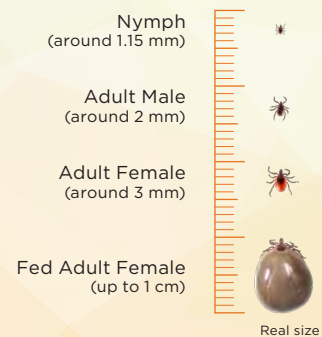 Nymph
(around 1.15 mm)
Adult Male
(around 2 mm)
Adult Female
(around 3 mm)
Fed Adult Female
(up to 1 cm)
Real size